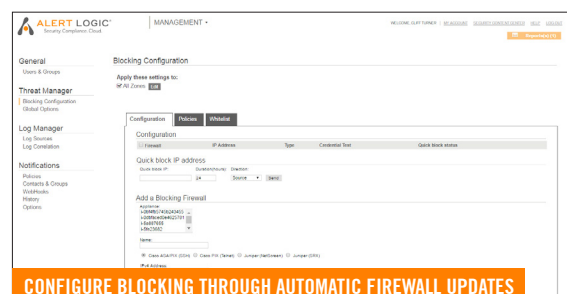 ALERT LOGIC®
Security. Compliance. Cloud.
MANAGEMENT
WELCOME, CLIFF TURNER | MY ACCOUNT
HELP LOGOUT
General
Users & Groups
Threat Manager
Blocking Configuration
Global Options
Log Manager
Log Sources
Log Correlation
Notifications
Policies
Contacts & Groups
WebHooks
History
Options
Blocking Configuration
Apply these settings to:
All Zones Edit
Configuration Policies Whitelist
Configuration
Firewall IP Address Type Credential Test Quick block status
Quick block IP address
Quick block IP: Duration(hours): Direction:
24 Source Send
Add a Blocking Firewall
Appliance:
Name:
Cisco ASA/PIX (SSH) Cisco PIX (Telnet) Juniper (NetScreen) Juniper (SRX)
IPv4 Address
CONFIGURE BLOCKING THROUGH AUTOMATIC FIREWALL UPDATES